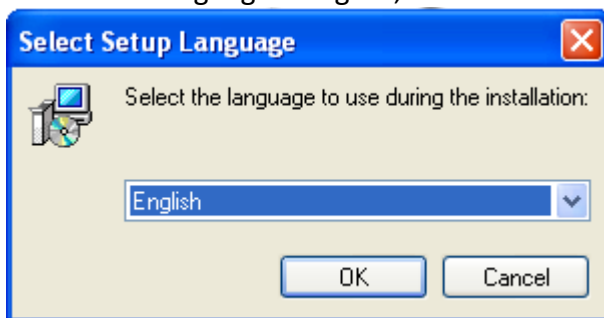 Select Setup Language
Select the language to use during the installation:
English
OK
Cancel